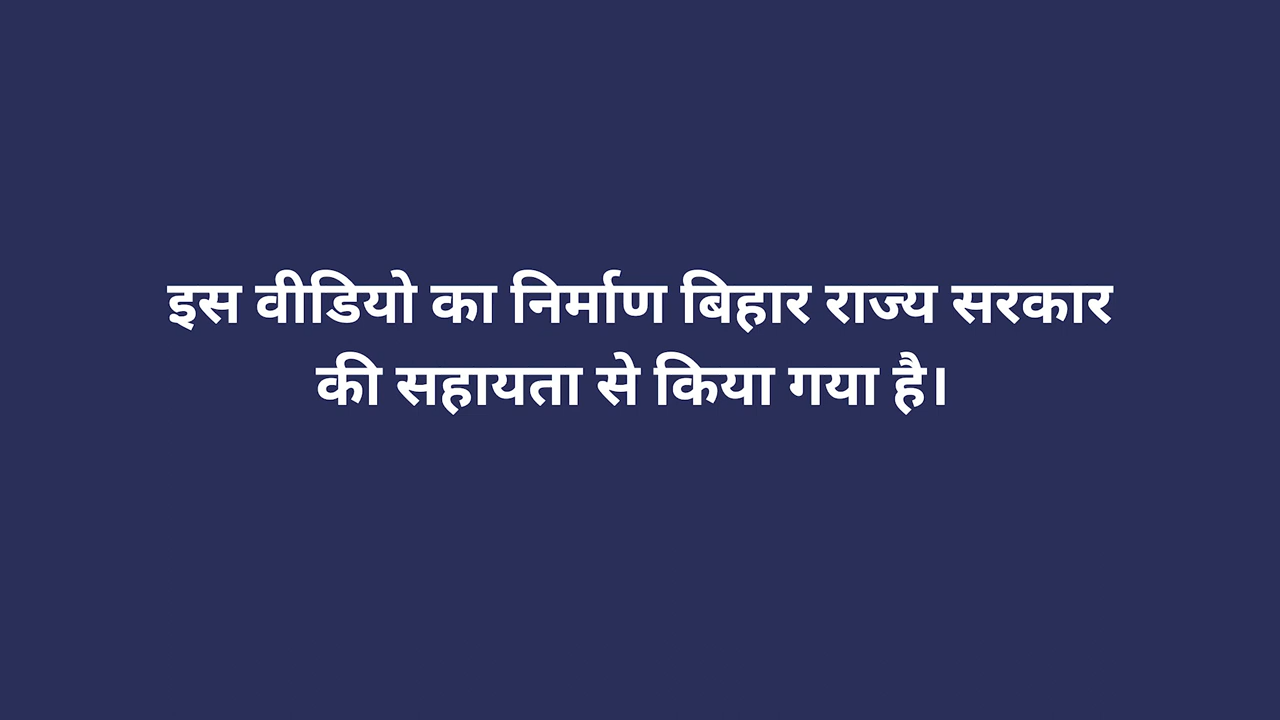 इस वीडियो का निर्माण बिहार राज्य सरकार
की सहायता से किया गया है।